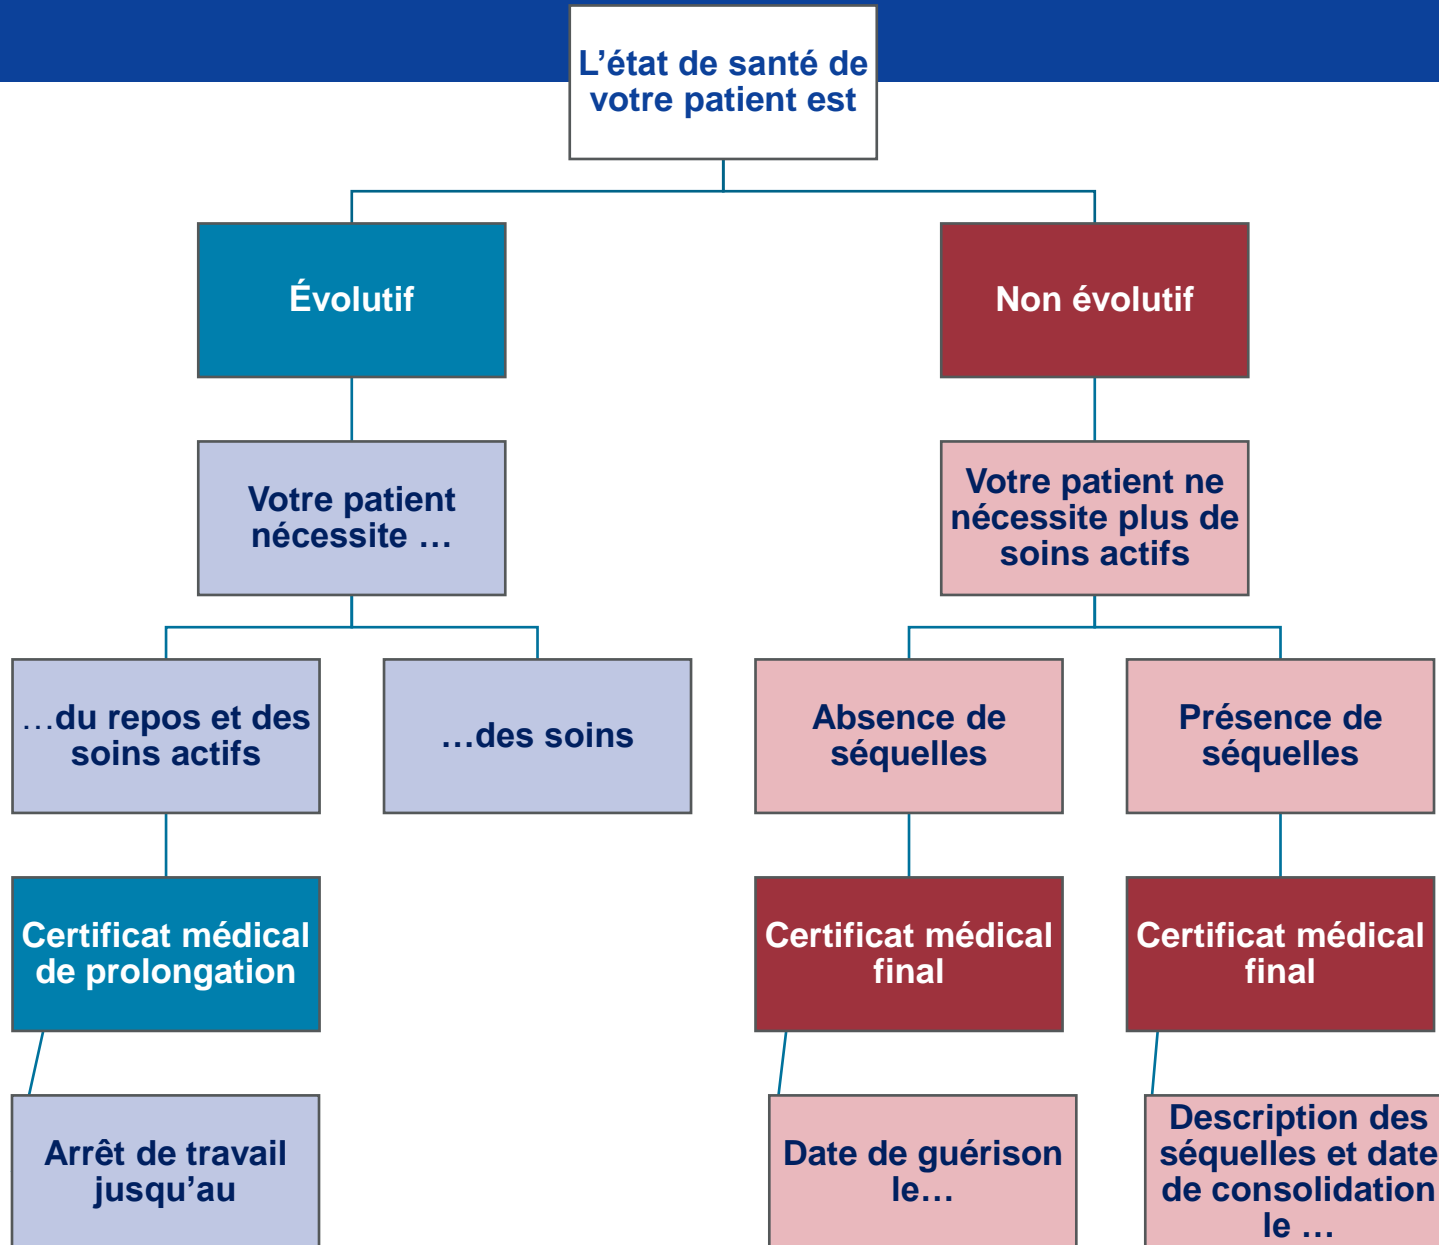 L’état de santé de
votre patient est
Évolutif
Non évolutif
Votre patient
nécessite …
Votre patient ne
nécessite plus de
soins actifs
…du repos et des
soins actifs
…des soins
Absence de
séquelles
Présence de
séquelles
Certificat médical
de prolongation
Certificat médical
final
Certificat médical
final
Arrêt de travail
jusqu’au
Date de guérison
le…
Description des
séquelles et date
de consolidation
le …